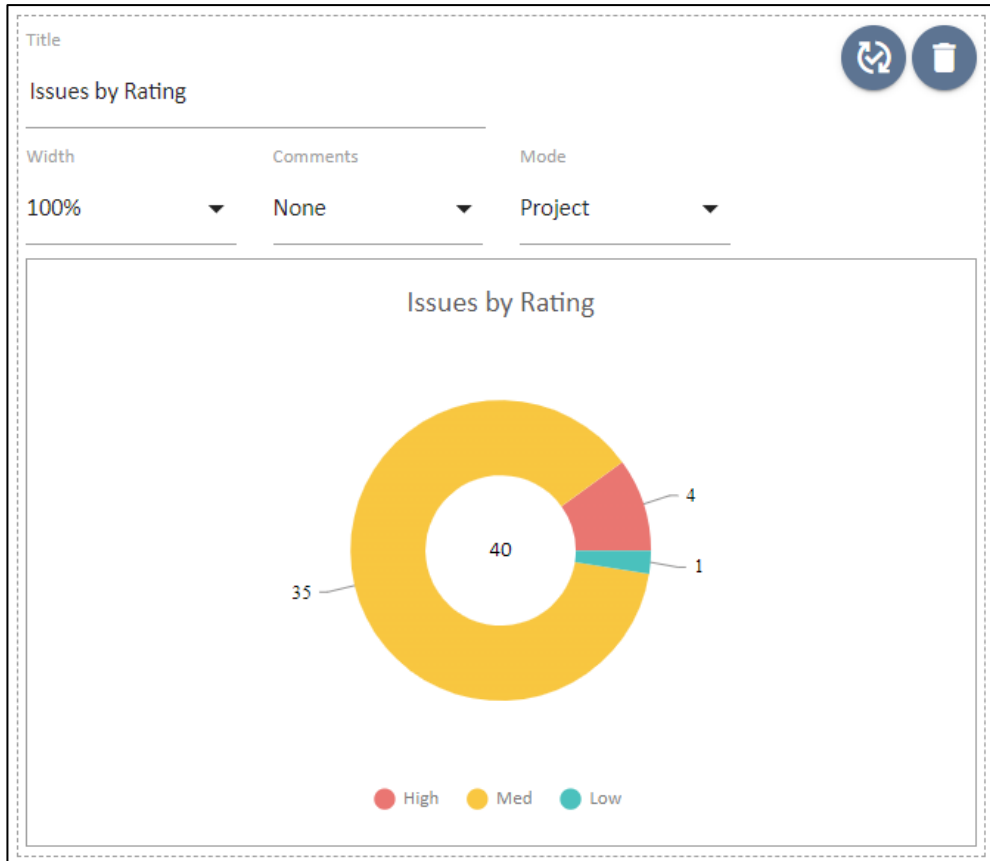 Title
Issues by Rating
Width Comments Mode
100% None Project
Issues by Rating
4
40
1
35
High Med Low